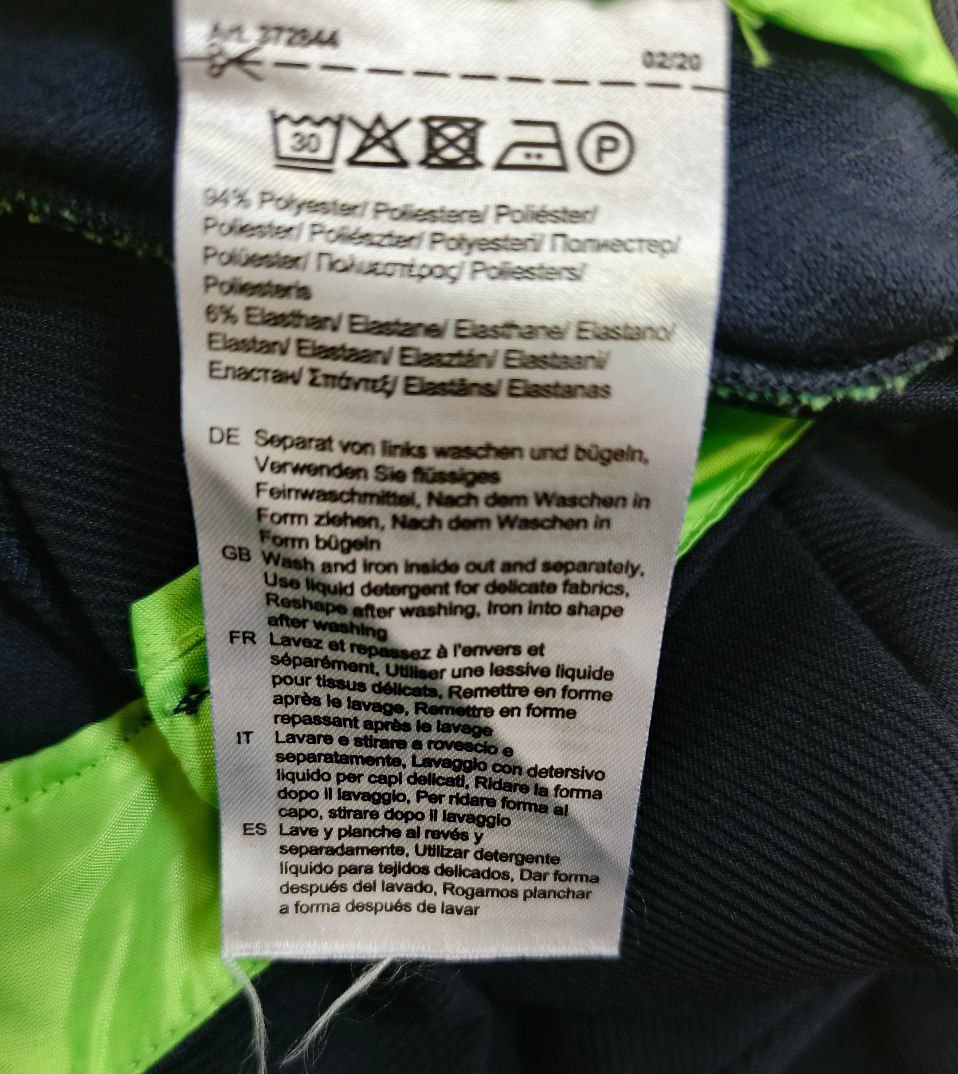 Art. 372844
02/20
30
P
94% Polyester/ Poliestere/ Poliéster/
Poliester/ Poliészter/ Polyesteri/ Полиестер/
Polüester/ Πολυεστέρας/ Poliesters/
Poliesteris
6% Elasthan/ Elastane/ Elasthane/ Elastano/
Elastan/ Elastaan/ Elasztán/ Elastaani/
Еластан/ Σπάντεξ/ Elastāns/ Elastanas
DE Separat von links waschen und bügeln,
Verwenden Sie flüssiges
Feinwaschmittel, Nach dem Waschen in
Form ziehen, Nach dem Waschen in
Form bügeln
GB Wash and iron inside out and separately,
Use liquid detergent for delicate fabrics,
Reshape after washing, Iron into shape
after washing
FR Lavez et repassez à l'envers et
séparément, Utiliser une lessive liquide
pour tissus délicats, Remettre en forme
après le lavage, Remettre en forme
repassant après le lavage
IT Lavare e stirare a rovescio e
separatamente, Lavaggio con detersivo
liquido per capi delicati, Ridare la forma
dopo il lavaggio, Per ridare forma al
capo, stirare dopo il lavaggio
ES Lave y planche al revés y
separadamente, Utilizar detergente
líquido para tejidos delicados, Dar forma
después del lavado, Rogamos planchar
a forma después de lavar